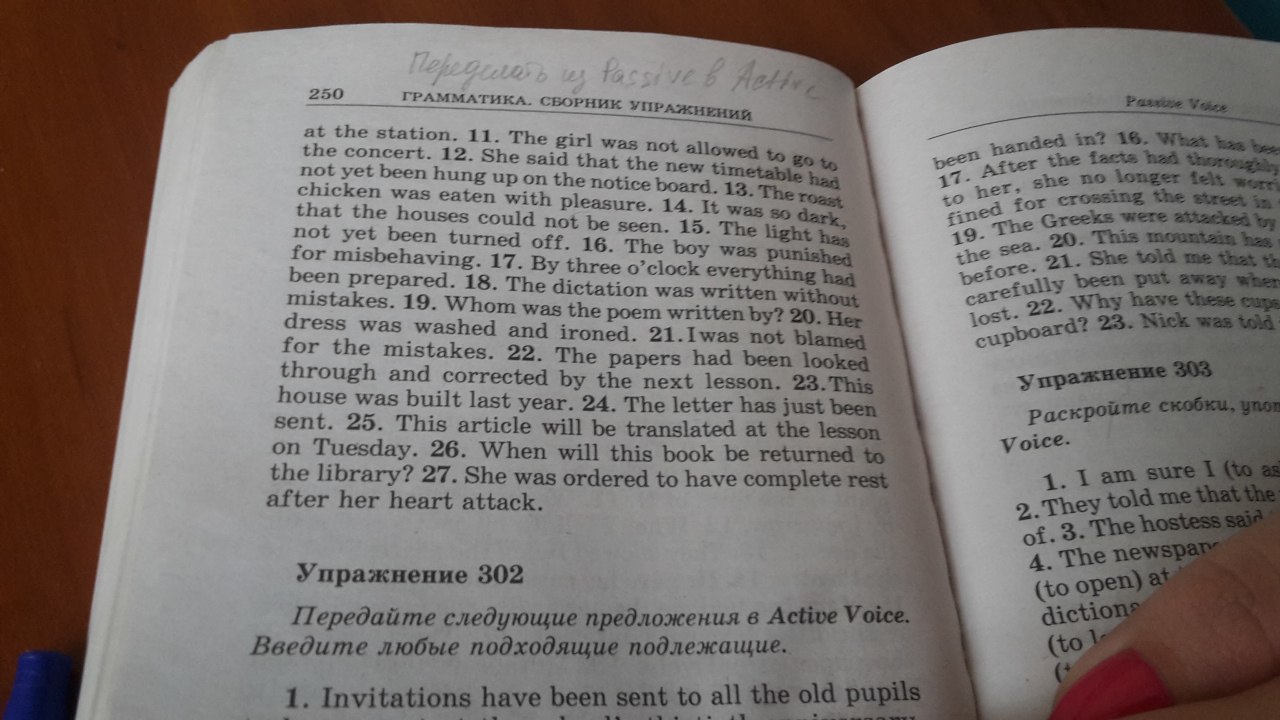 Переделать из Passive в Active
250 ГРАММАТИКА. СБОРНИК УПРАЖНЕНИЙ
at the station. 11. The girl was not allowed to go to
the concert. 12. She said that the new timetable had
not yet been hung up on the notice board. 13. The roast
chicken was eaten with pleasure. 14. It was so dark,
that the houses could not be seen. 15. The light has
not yet been turned off. 16. The boy was punished
for misbehaving. 17. By three o'clock everything had
been prepared. 18. The dictation was written without
mistakes. 19. Whom was the poem written by? 20. Her
dress was washed and ironed. 21. I was not blamed
for the mistakes. 22. The papers had been looked
through and corrected by the next lesson. 23. This
house was built last year. 24. The letter has just been
sent. 25. This article will be translated at the lesson
on Tuesday. 26. When will this book be returned to
the library? 27. She was ordered to have complete rest
after her heart attack.
Упражнение 302
Передайте следующие предложения в Active Voice.
Введите любые подходящие подлежащие.
1. Invitations have been sent to all the old pupils
Passive Voice
been handed in? 16. What has
17. After the facts had thoroughly
to her, she no longer felt
fined for crossing the street in
19. The Greeks were attacked by
the sea. 20. This mountain has
before. 21. She told me that
carefully been put away
lost. 22. Why have these
cupboard? 23. Nick was told
Упражнение 303
Раскройте скобки,
Voice.
1. I am sure I (to
2. They told me that the
of. 3. The hostess said
4. The
(to open) at
(to